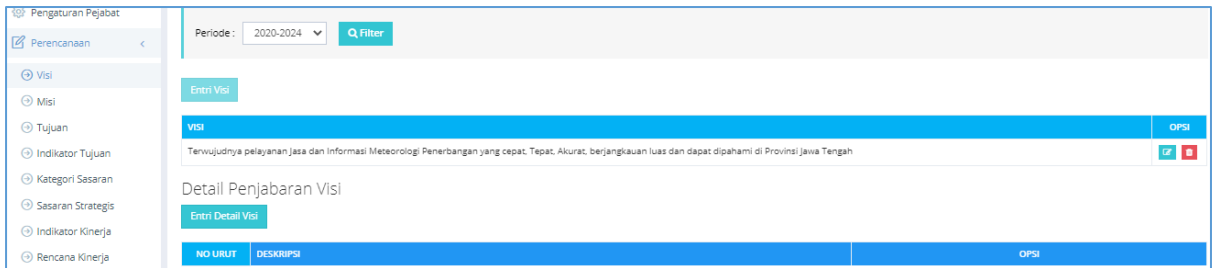 Pengaturan Pejabat
Perencanaan
Visi
Misi
Tujuan
Indikator Tujuan
Kategori Sasaran
Sasaran Strategis
Indikator Kinerja
Rencana Kinerja
Periode : 2020-2024 Filter
Entri Visi
VISI OPSI
Terwujudnya pelayanan Jasa dan Informasi Meteorologi Penerbangan yang cepat, Tepat, Akurat, berjangkauan luas dan dapat dipahami di Provinsi Jawa Tengah
Detail Penjabaran Visi
Entri Detail Visi
NO URUT DESKRIPSI OPSI